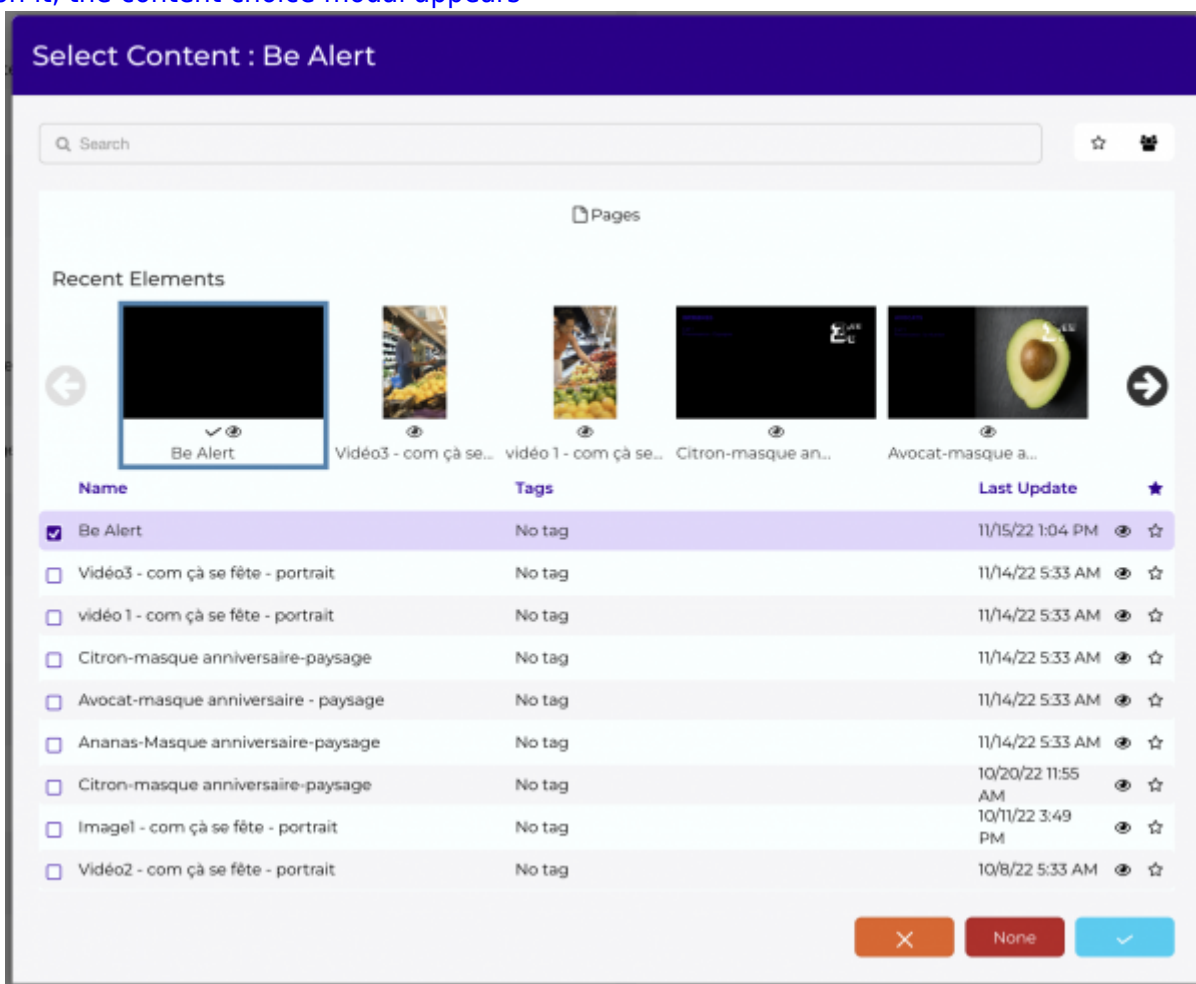 on it, the content choice modal appears
Select Content : Be Alert
Search
Pages
Recent Elements
Be Alert
Vidéo3 - com çà se...
vidéo 1 - com çà se...
Citron-masque an...
Avocat-masque a...
Name Tags Last Update
Be Alert No tag 11/15/22 1:04 PM
Vidéo3 - com çà se fête - portrait No tag 11/14/22 5:33 AM
vidéo 1 - com çà se fête - portrait No tag 11/14/22 5:33 AM
Citron-masque anniversaire-paysage No tag 11/14/22 5:33 AM
Avocat-masque anniversaire - paysage No tag 11/14/22 5:33 AM
Ananas-Masque anniversaire-paysage No tag 11/14/22 5:33 AM
Citron-masque anniversaire-paysage No tag 10/20/22 11:55
AM
Image1 - com çà se fête - portrait No tag 10/11/22 3:49
PM
Vidéo2 - com çà se fête - portrait No tag 10/8/22 5:33 AM
None